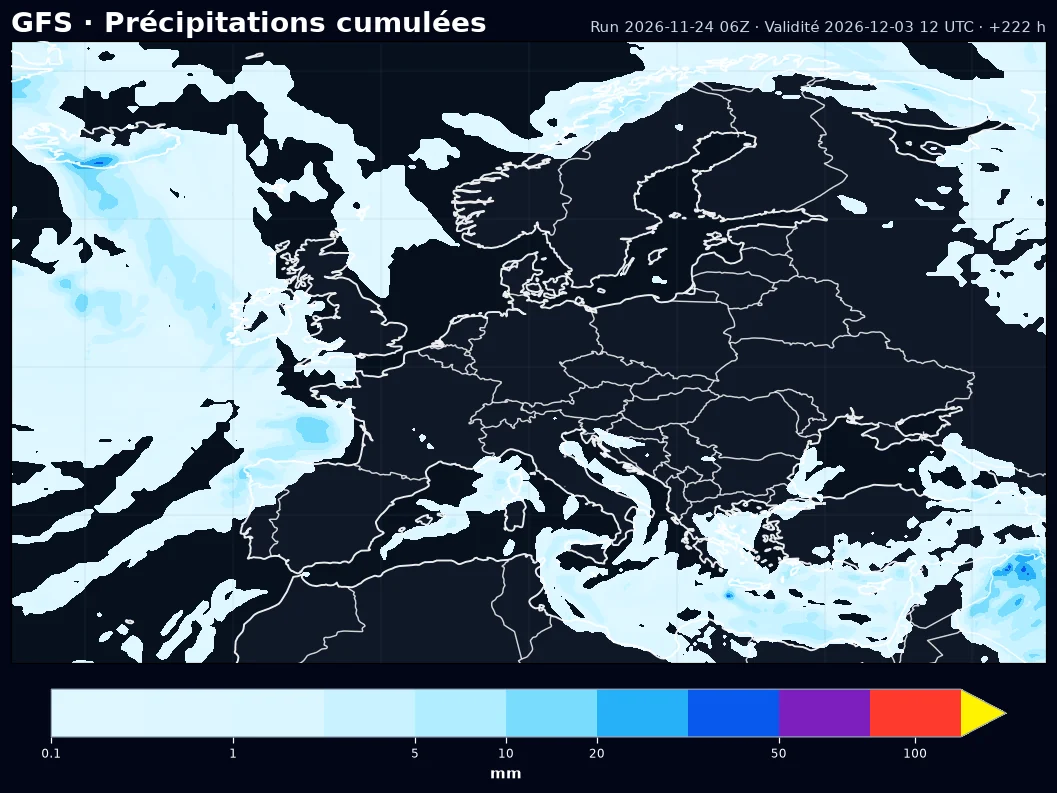 GFS · Précipitations cumulées
Run 2026-11-24 06Z · Validité 2026-12-03 12 UTC · +222 h
0.1 1 5 10 20 50 100
mm